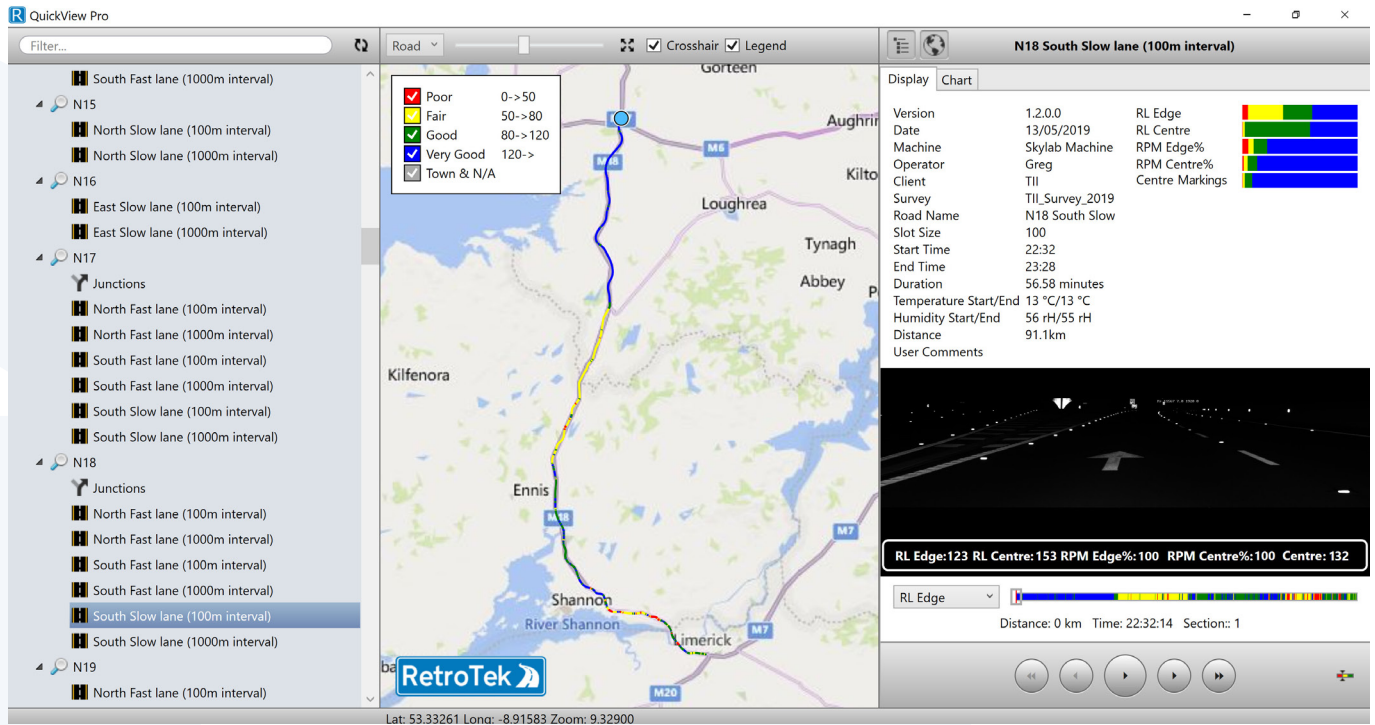 QuickView Pro
Filter...
Road
Crosshair
Legend
N18 South Slow lane (100m interval)
South Fast lane (1000m interval)
N15
North Slow lane (100m interval)
North Slow lane (1000m interval)
N16
East Slow lane (100m interval)
East Slow lane (1000m interval)
N17
Junctions
North Fast lane (100m interval)
North Fast lane (1000m interval)
South Fast lane (100m interval)
South Fast lane (1000m interval)
South Slow lane (100m interval)
South Slow lane (1000m interval)
N18
Junctions
North Fast lane (100m interval)
North Fast lane (1000m interval)
South Fast lane (100m interval)
South Fast lane (1000m interval)
South Slow lane (100m interval)
South Slow lane (1000m interval)
N19
North Fast lane (100m interval)
Poor 0->50
Fair 50->80
Good 80->120
Very Good 120->
Town & N/A
Gorteen
Aughrin
M6
Kilto
Loughrea
Tynagh
Abbey
Kilfenora
Ennis
M18
M7
Shannon
River Shannon
Limerick
M7
M20
RetroTek
Lat: 53.33261 Long: -8.91583 Zoom: 9.32900
Display Chart
Version 1.2.0.0
Date 13/05/2019
Machine Skylab Machine
Operator Greg
Client TII
Survey TII_Survey_2019
Road Name N18 South Slow
Slot Size 100
Start Time 22:32
End Time 23:28
Duration 56.58 minutes
Temperature Start/End 13 °C/13 °C
Humidity Start/End 56 rH/55 rH
Distance 91.1km
User Comments
RL Edge
RL Centre
RPM Edge%
RPM Centre%
Centre Markings
RL Edge:123 RL Centre:153 RPM Edge%:100 RPM Centre%:100 Centre: 132
RL Edge
Distance: 0 km Time: 22:32:14 Section:: 1